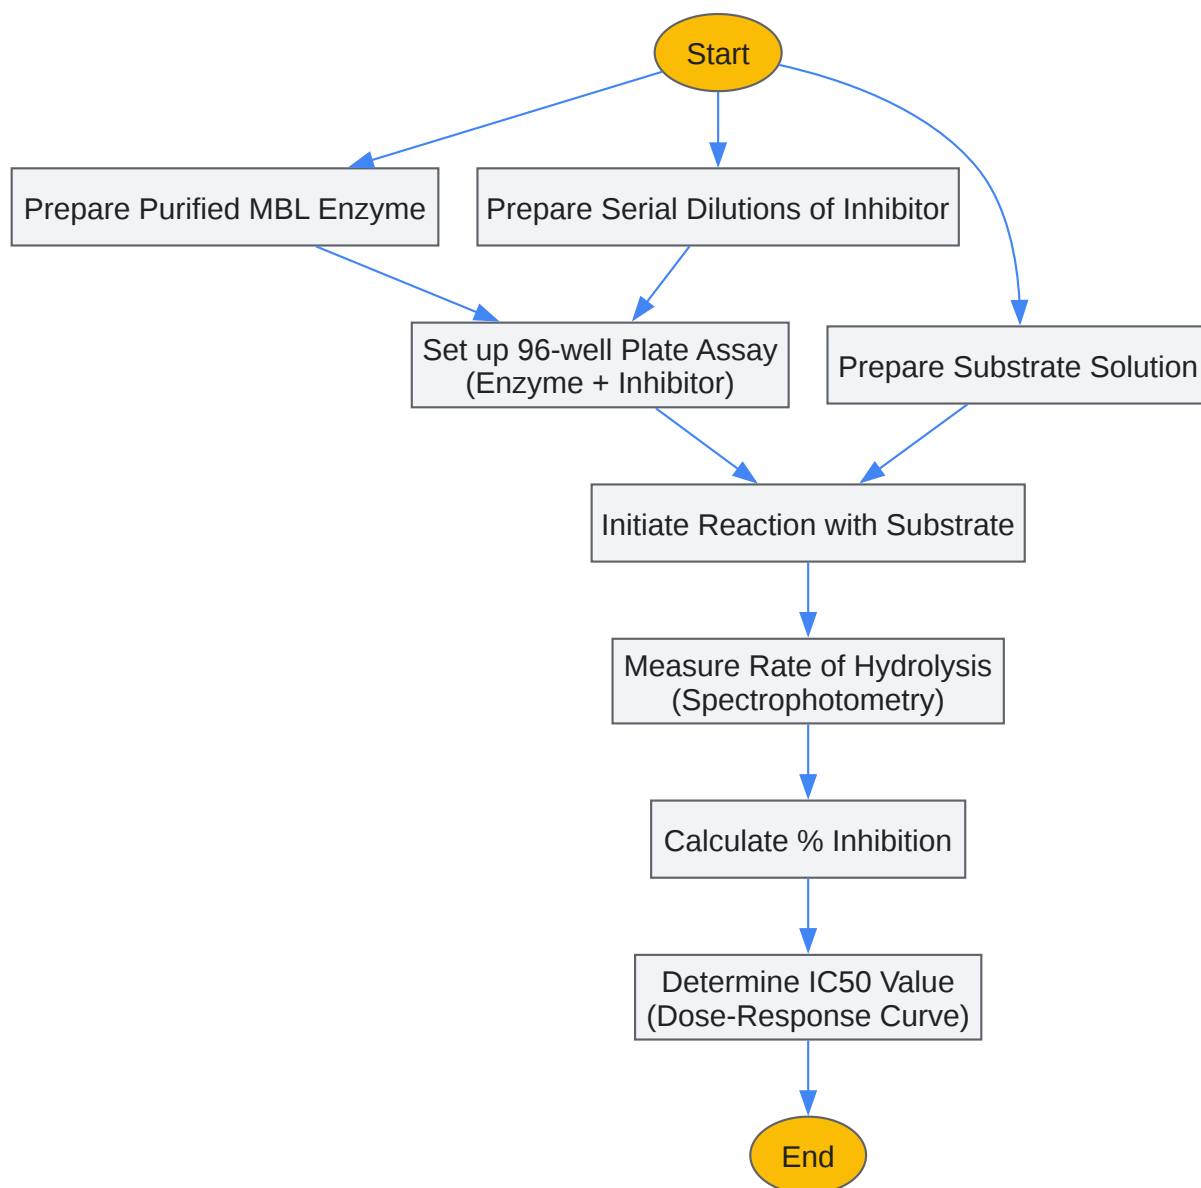 Start
Prepare Purified MBL Enzyme
Prepare Serial Dilutions of Inhibitor
Set up 96-well Plate Assay
(Enzyme + Inhibitor)
Prepare Substrate Solution
Initiate Reaction with Substrate
Measure Rate of Hydrolysis
(Spectrophotometry)
Calculate % Inhibition
Determine IC50 Value
(Dose-Response Curve)
End